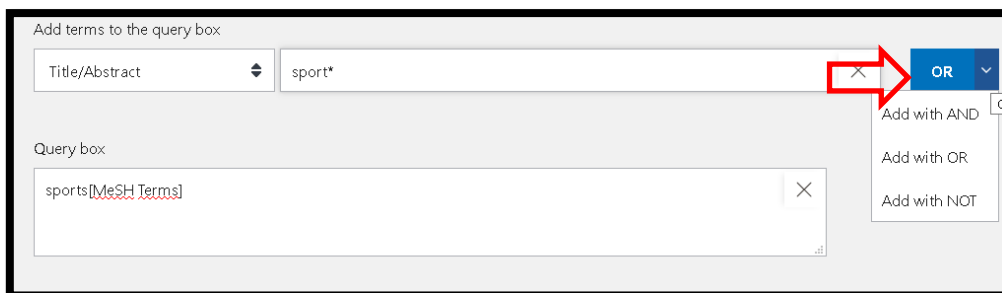 Add terms to the query box
Title/Abstract
sport*
OR
Add with AND
Add with OR
Add with NOT
Query box
sports[MeSH Terms]